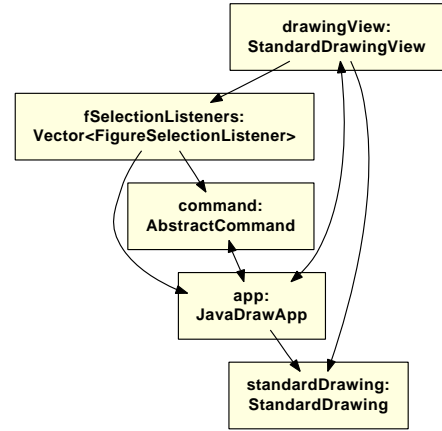 drawingView:
StandardDrawingView
fSelectionListeners:
Vector<FigureSelectionListener>
command:
AbstractCommand
app:
JavaDrawApp
standardDrawing:
StandardDrawing